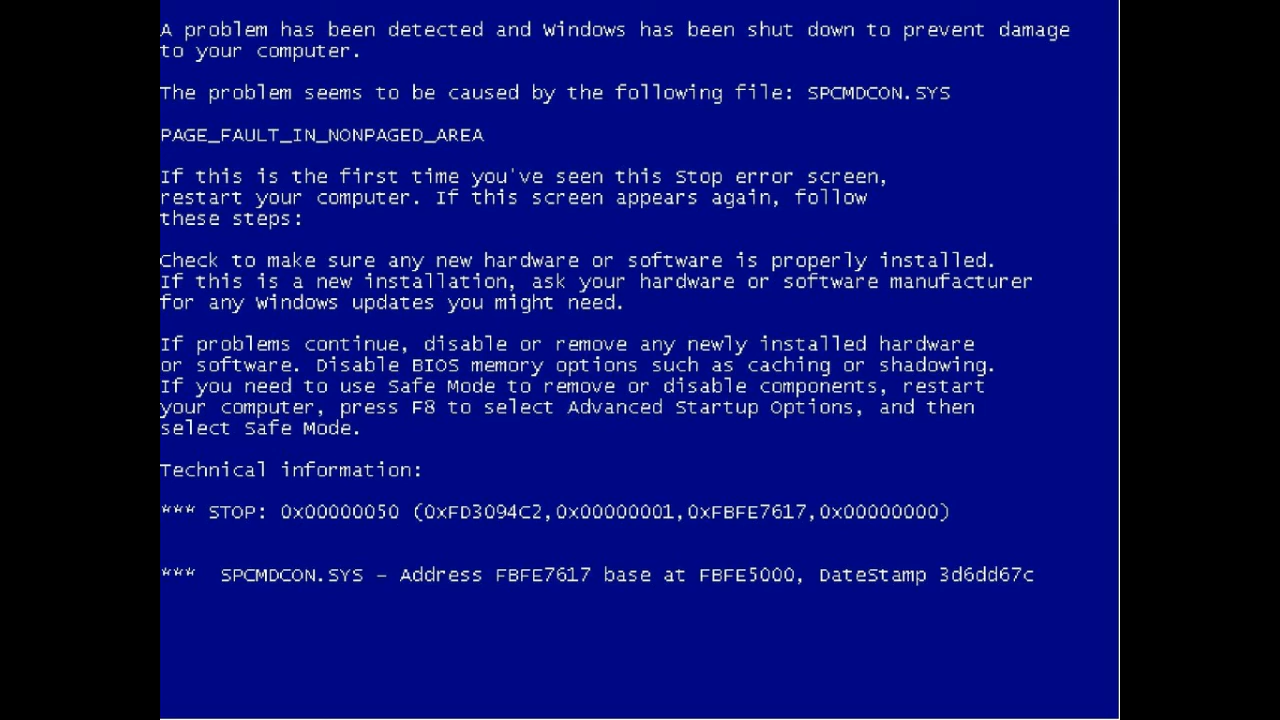 A problem has been detected and Windows has been shut down to prevent damage
to your computer.
The problem seems to be caused by the following file: SPCMDCON.SYS
PAGE_FAULT_IN_NONPAGED_AREA
If this is the first time you've seen this Stop error screen,
restart your computer. If this screen appears again, follow
these steps:
Check to make sure any new hardware or software is properly installed.
If this is a new installation, ask your hardware or software manufacturer
for any Windows updates you might need.
If problems continue, disable or remove any newly installed hardware
or software. Disable BIOS memory options such as caching or shadowing.
If you need to use Safe Mode to remove or disable components, restart
your computer, press F8 to select Advanced Startup Options, and then
select Safe Mode.
Technical information:
*** STOP: 0x00000050 (0xFD3094C2,0x00000001,0xFBFE7617,0x00000000)
*** SPCMDCON.SYS - Address FBFE7617 base at FBFE5000, DateStamp 3d6dd67c